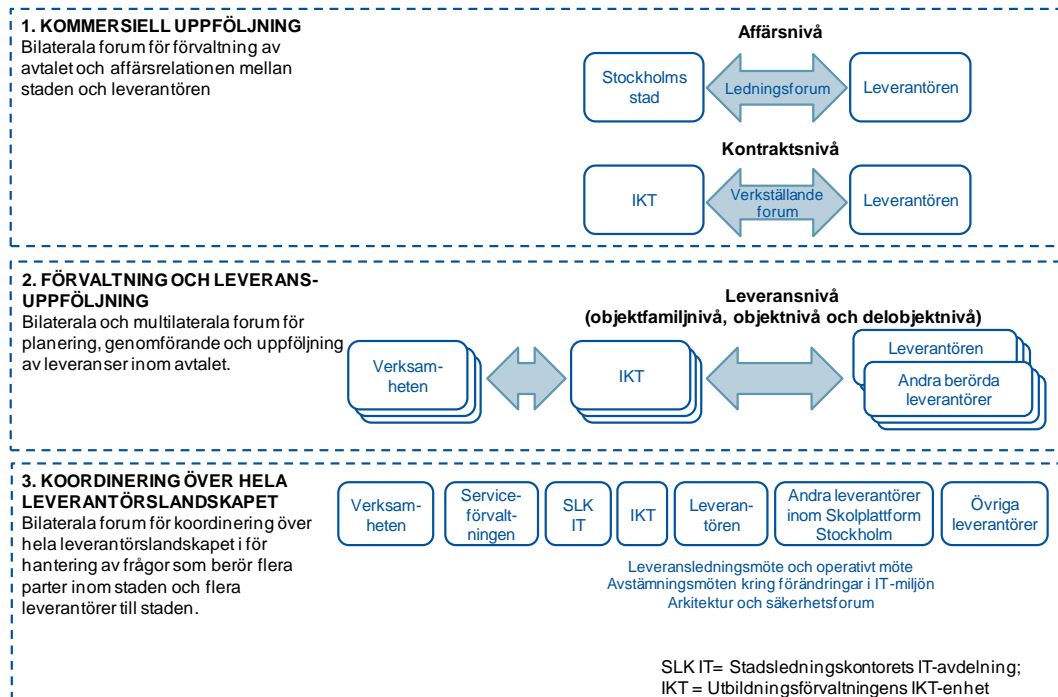 1. KOMMERSIELL UPPFÖLJNING
Bilaterala forum för förvaltning av
avtalet och affärsrelationen mellan
staden och leverantören
Affärsnivå
Stockholms
stad
Ledningsforum
Leverantören
Kontraktsnivå
IKT
Verkställande
forum
Leverantören
2. FÖRVALTNING OCH LEVERANS-
UPPFÖLJNING
Bilaterala och multilaterala forum för
planering, genomförande och uppföljning
av leveranser inom avtalet.
Leveransnivå
(objektfamiljnivå, objektnivå och delobjektnivå)
Verksam-
heten
IKT
Leverantören
Andra berörda
leverantörer
3. KOORDINERING ÖVER HELA
LEVERANTÖRSLANDSKAPET
Bilaterala forum för koordinering över
hela leverantörslandskapet i för
hantering av frågor som berör flera
parter inom staden och flera
leverantörer till staden.
Verksam-
heten
Service-
förvalt-
ningen
SLK
IT
IKT
Leveran-
tören
Andra leverantörer
inom Skolplattform
Stockholm
Övriga
leverantörer
Leveransledningsmöte och operativt möte
Avstämningsmöten kring förändringar i IT-miljön
Arkitektur och säkerhetsforum
SLK IT= Stadsledningskontorets IT-avdelning;
IKT = Utbildningsförvaltningens IKT-enhet